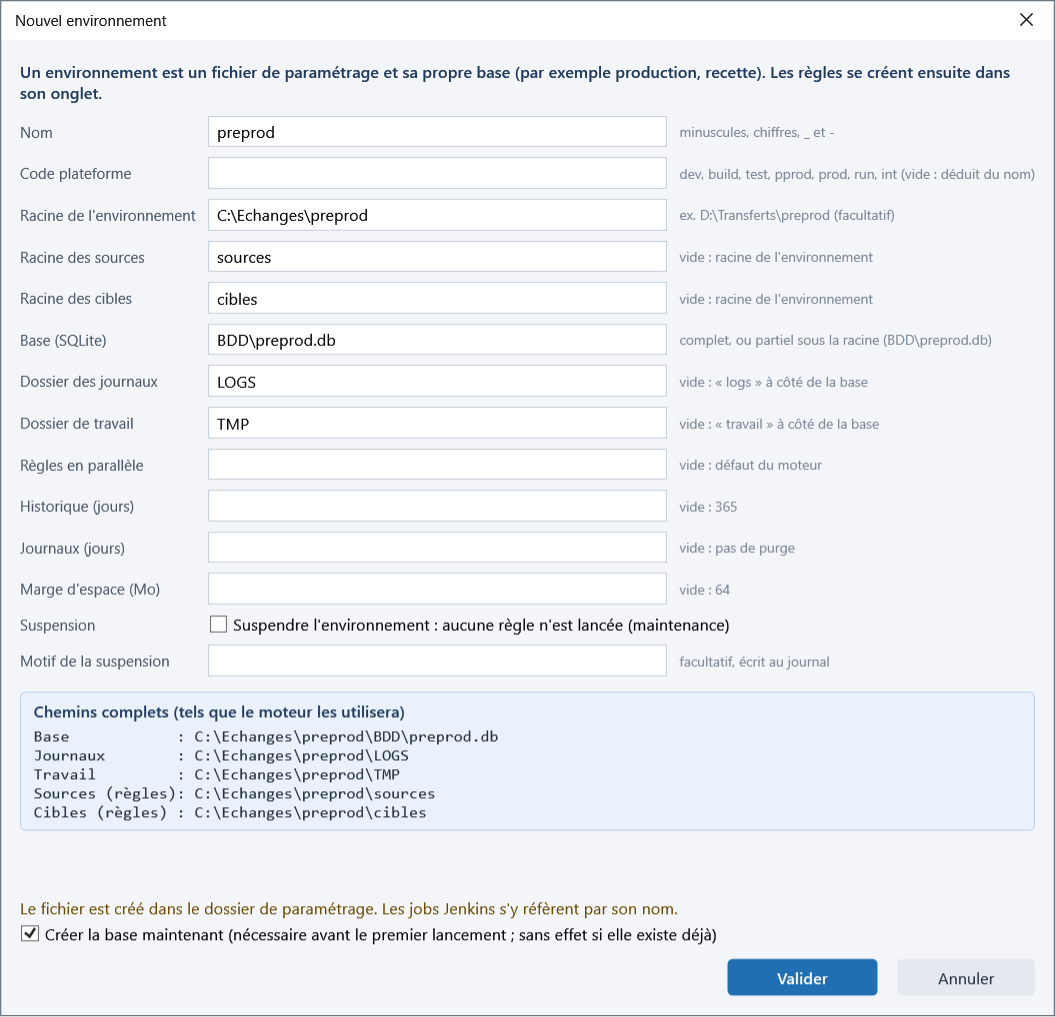 Nouvel environnement
Un environnement est un fichier de paramétrage et sa propre base (par exemple production, recette). Les règles se créent ensuite dans
son onglet.
Nom preprod minuscules, chiffres, _ et -
Code plateforme dev, build, test, pprod, prod, run, int (vide : déduit du nom)
Racine de l'environnement C:\Echanges\preprod ex. D:\Transferts\preprod (facultatif)
Racine des sources sources vide : racine de l'environnement
Racine des cibles cibles vide : racine de l'environnement
Base (SQLite) BDD\preprod.db complet, ou partiel sous la racine (BDD\preprod.db)
Dossier des journaux LOGS vide : « logs » à côté de la base
Dossier de travail TMP vide : « travail » à côté de la base
Règles en parallèle vide : défaut du moteur
Historique (jours) vide : 365
Journaux (jours) vide : pas de purge
Marge d'espace (Mo) vide : 64
Suspension Suspendre l'environnement : aucune règle n'est lancée (maintenance)
Motif de la suspension facultatif, écrit au journal
Chemins complets (tels que le moteur les utilisera)
Base : C:\Echanges\preprod\BDD\preprod.db
Journaux : C:\Echanges\preprod\LOGS
Travail : C:\Echanges\preprod\TMP
Sources (règles): C:\Echanges\preprod\sources
Cibles (règles) : C:\Echanges\preprod\cibles
Le fichier est créé dans le dossier de paramétrage. Les jobs Jenkins s'y réfèrent par son nom.
Créer la base maintenant (nécessaire avant le premier lancement ; sans effet si elle existe déjà)
Valider Annuler